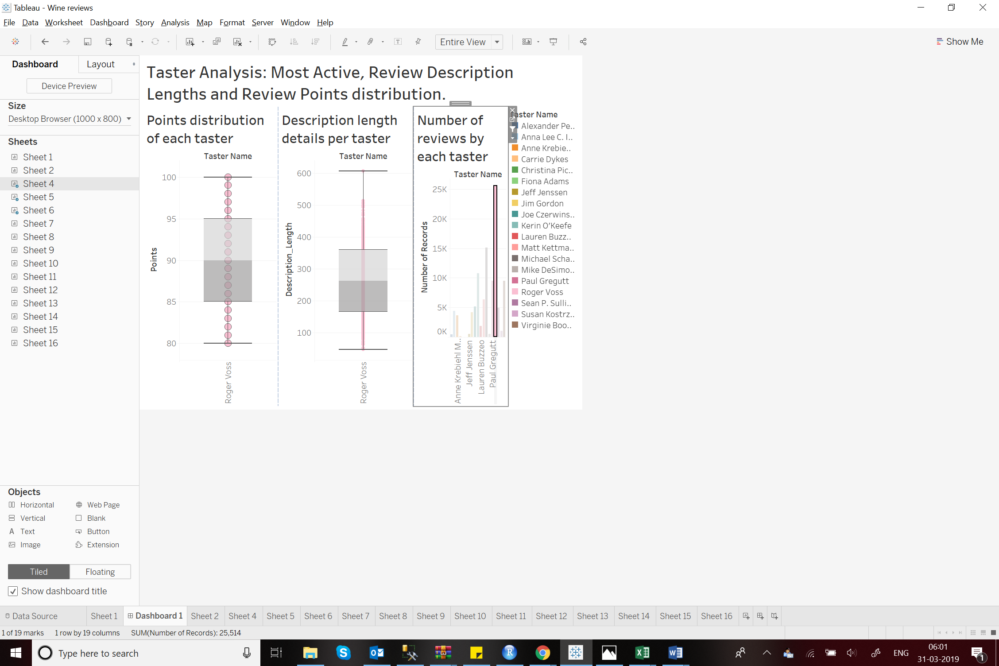 Tableau - Wine reviews
File Data Worksheet Dashboard Story Analysis Map Format Server Window Help
Entire View
Show Me
Dashboard
Layout
Device Preview
Size
Desktop Browser (1000 x 800)
Sheets
Sheet 1
Sheet 2
Sheet 4
Sheet 5
Sheet 6
Sheet 7
Sheet 8
Sheet 9
Sheet 10
Sheet 11
Sheet 12
Sheet 13
Sheet 14
Sheet 15
Sheet 16
Objects
Horizontal
Web Page
Vertical
Blank
Text
Button
Image
Extension
Tiled
Floating
Show dashboard title
Taster Analysis: Most Active, Review Description
Lengths and Review Points distribution.
Points distribution
of each taster
Taster Name
100
95
90
85
80
Points
Roger Voss
Description length
details per taster
Taster Name
600
500
400
300
200
100
Description_Length
Roger Voss
Number of
reviews by
each taster
Taster Name
25K
20K
15K
10K
5K
0K
Number of Records
Anne Krebiehl M..
Jeff Jenssen
Lauren Buzzeo
Paul Gregutt
Taster Name
Alexander Pe..
Anna Lee C. I..
Anne Krebie..
Carrie Dykes
Christina Pic..
Fiona Adams
Jeff Jenssen
Jim Gordon
Joe Czerwins..
Kerin O’Keefe
Lauren Buzz..
Matt Kettma..
Michael Scha..
Mike DeSimo..
Paul Gregutt
Roger Voss
Sean P. Sulli..
Susan Kostrz..
Virginie Boo..
Data Source
Sheet 1
Dashboard 1
Sheet 2
Sheet 4
Sheet 5
Sheet 6
Sheet 7
Sheet 8
Sheet 9
Sheet 10
Sheet 11
Sheet 12
Sheet 13
Sheet 14
Sheet 15
Sheet 16
1 of 19 marks
1 row by 19 columns
SUM(Number of Records): 25,514
Type here to search
ENG
06:01
31-03-2019
1